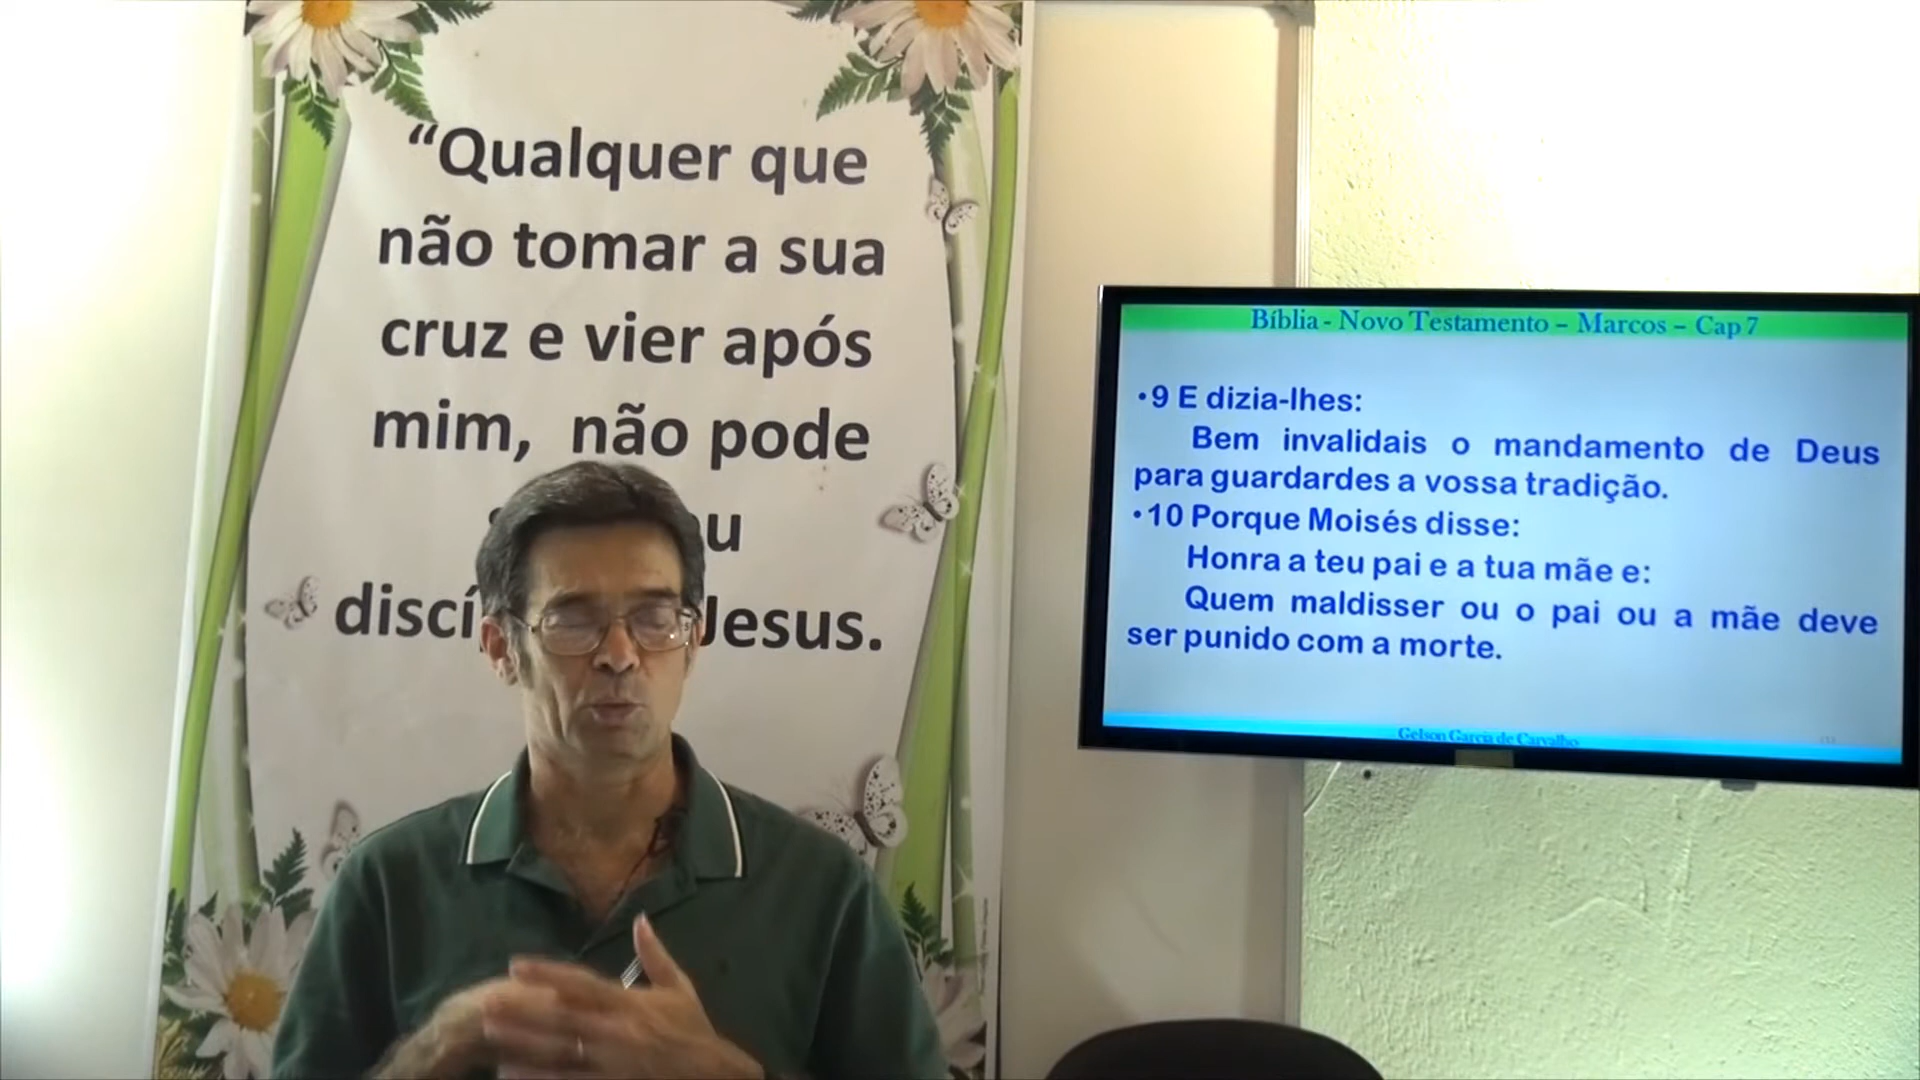 “Qualquer que
não tomar a sua
cruz e vier após
mim, não pode
u
discí Jesus.
Bíblia - Novo Testamento – Marcos – Cap 7
•9 E dizia-lhes:
Bem invalidais o mandamento de Deus
para guardardes a vossa tradição.
•10 Porque Moisés disse:
Honra a teu pai e a tua mãe e:
Quem maldisser ou o pai ou a mãe deve
ser punido com a morte.
Gelson Garcia de Carvalho